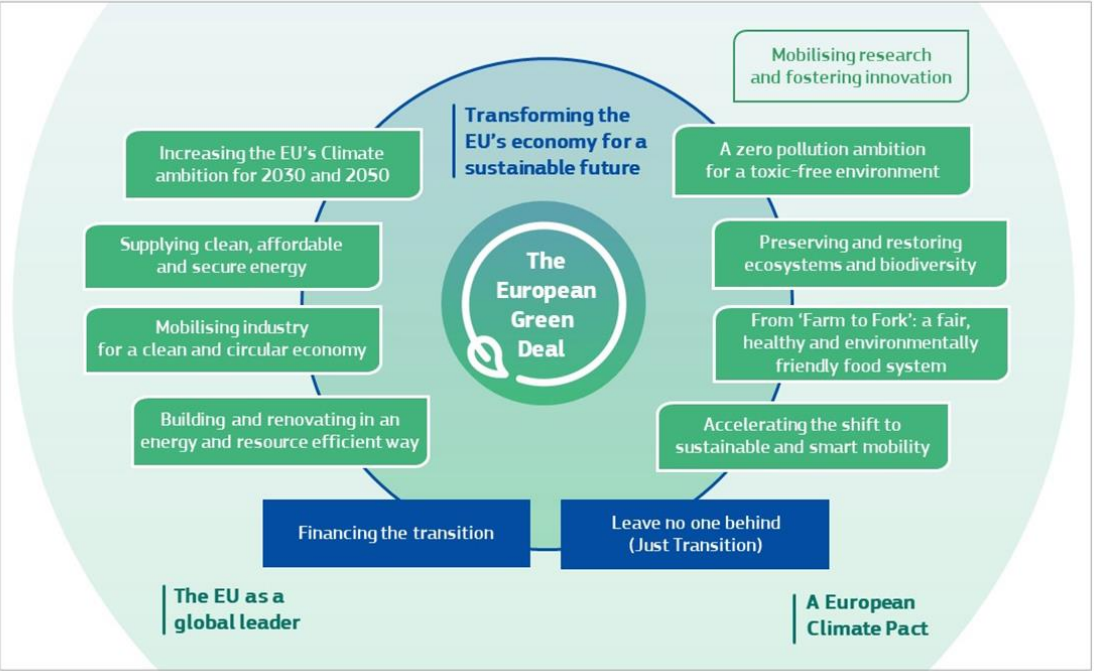 Mobilising research
and fostering innovation
Transforming the
EU's economy for a
sustainable future
Increasing the EU's Climate
ambition for 2030 and 2050
Supplying clean, affordable
and secure energy
Mobilising industry
for a clean and circular economy
Building and renovating in an
energy and resource efficient way
The
European
Green
Deal
A zero pollution ambition
for a toxic-free environment
Preserving and restoring
ecosystems and biodiversity
From ‘Farm to Fork’: a fair,
healthy and environmentally
friendly food system
Accelerating the shift to
sustainable and smart mobility
Financing the transition
Leave no one behind
(Just Transition)
The EU as a
global leader
A European
Climate Pact